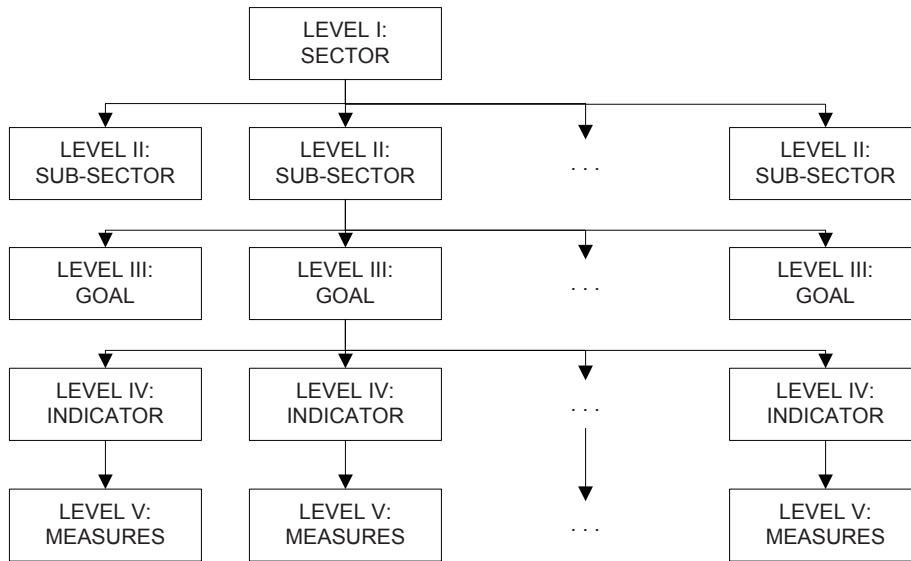 LEVEL I:
SECTOR
LEVEL II:
SUB-SECTOR
LEVEL II:
SUB-SECTOR
. . .
LEVEL II:
SUB-SECTOR
LEVEL III:
GOAL
LEVEL III:
GOAL
. . .
LEVEL III:
GOAL
LEVEL IV:
INDICATOR
LEVEL IV:
INDICATOR
. . .
LEVEL IV:
INDICATOR
LEVEL V:
MEASURES
LEVEL V:
MEASURES
. . .
LEVEL V:
MEASURES